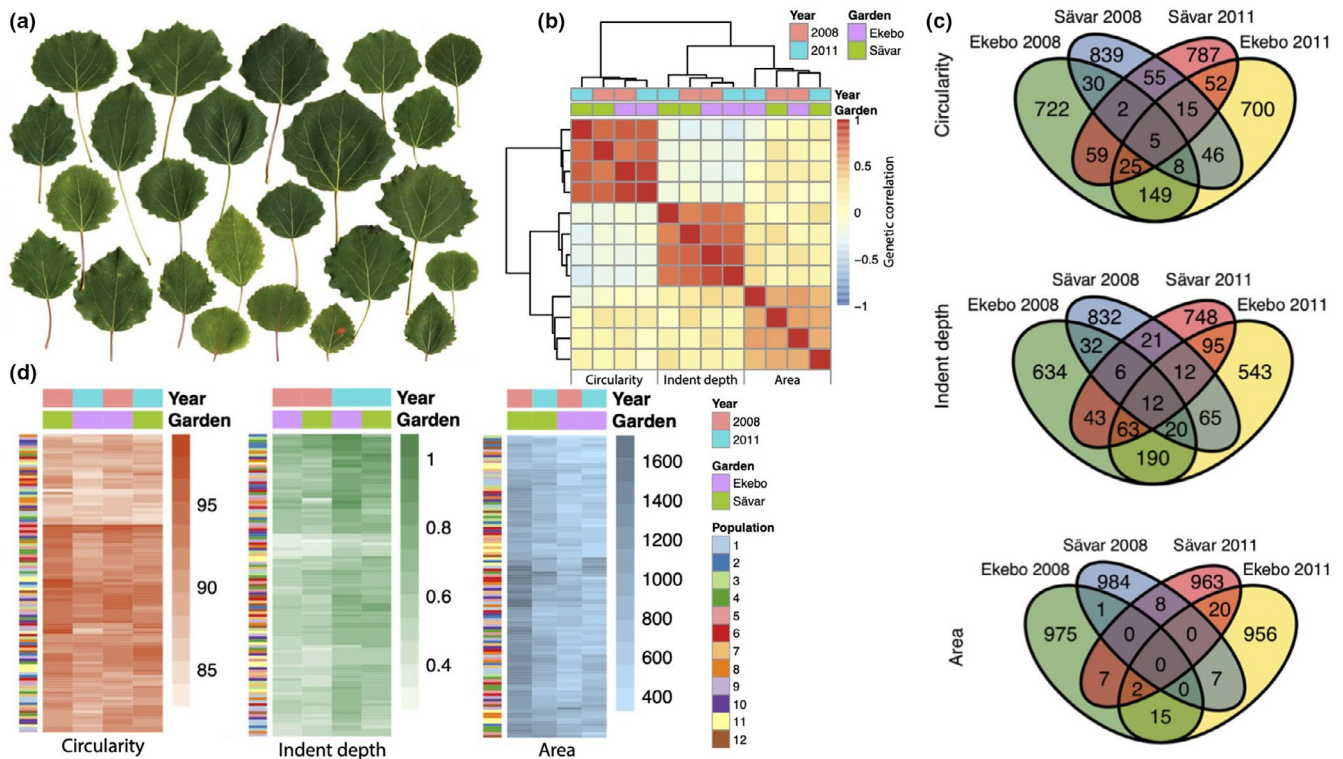 (a)
(b)
Year
2008
2011
Garden
Ekebo
Sävar
Year
Garden
1
0.5
0
−0.5
−1
Genetic correlation
Circularity
Indent depth
Area
(c)
Circularity
Sävar 2008
Sävar 2011
Ekebo 2008
Ekebo 2011
839
787
30
55
52
722
2
15
700
5
59
25
8
46
149
Indent depth
Sävar 2008
Sävar 2011
Ekebo 2008
Ekebo 2011
832
748
32
21
95
634
6
12
543
12
43
63
20
65
190
Area
Sävar 2008
Sävar 2011
Ekebo 2008
Ekebo 2011
984
963
1
8
20
975
0
0
956
0
7
2
0
7
15
(d)
Year
Garden
95
90
85
Circularity
Year
Garden
1
0.8
0.6
0.4
Indent depth
Year
Garden
1600
1400
1200
1000
800
600
400
Area
Year
2008
2011
Garden
Ekebo
Sävar
Population
1
2
3
4
5
6
7
8
9
10
11
12